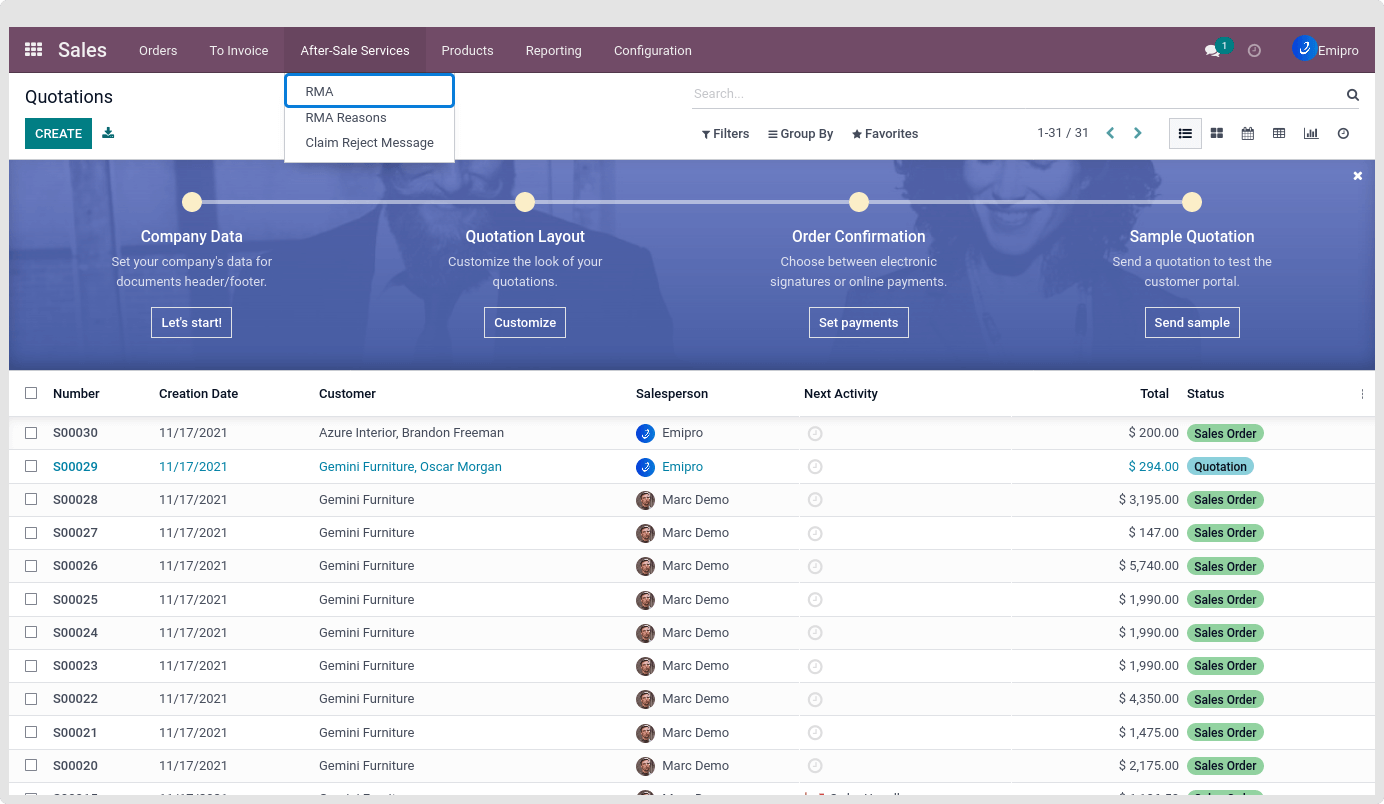 Sales Orders To Invoice After-Sale Services Products Reporting Configuration 1 Emipro
Quotations
RMA
RMA Reasons
Claim Reject Message
Search...
CREATE
Filters Group By Favorites 1-31 / 31
Company Data
Set your company's data for
documents header/footer.
Let's start!
Quotation Layout
Customize the look of your
quotations.
Customize
Order Confirmation
Choose between electronic
signatures or online payments.
Set payments
Sample Quotation
Send a quotation to test the
customer portal.
Send sample
Number Creation Date Customer Salesperson Next Activity Total Status
S00030 11/17/2021 Azure Interior, Brandon Freeman Emipro $ 200.00 Sales Order
S00029 11/17/2021 Gemini Furniture, Oscar Morgan Emipro $ 294.00 Quotation
S00028 11/17/2021 Gemini Furniture Marc Demo $ 3,195.00 Sales Order
S00027 11/17/2021 Gemini Furniture Marc Demo $ 147.00 Sales Order
S00026 11/17/2021 Gemini Furniture Marc Demo $ 5,740.00 Sales Order
S00025 11/17/2021 Gemini Furniture Marc Demo $ 1,990.00 Sales Order
S00024 11/17/2021 Gemini Furniture Marc Demo $ 1,990.00 Sales Order
S00023 11/17/2021 Gemini Furniture Marc Demo $ 1,990.00 Sales Order
S00022 11/17/2021 Gemini Furniture Marc Demo $ 4,350.00 Sales Order
S00021 11/17/2021 Gemini Furniture Marc Demo $ 1,475.00 Sales Order
S00020 11/17/2021 Gemini Furniture Marc Demo $ 2,175.00 Sales Order